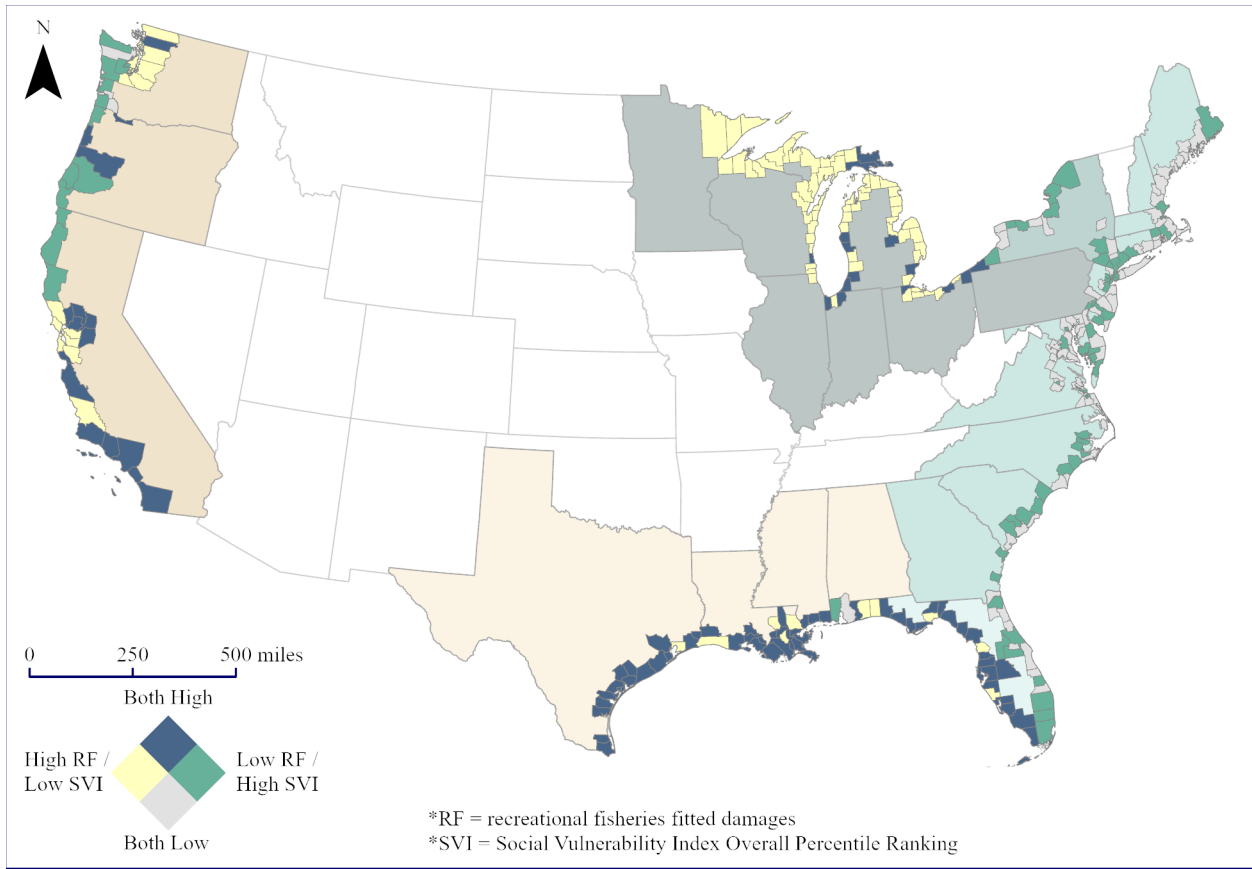 N
0 250 500 miles
Both High
High RF /
Low SVI
Low RF /
High SVI
Both Low
*RF = recreational fisheries fitted damages
*SVI = Social Vulnerability Index Overall Percentile Ranking